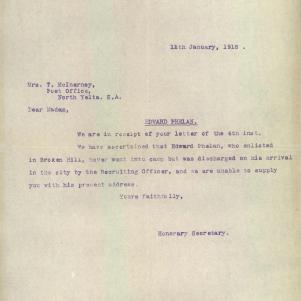 12th January, 1918 .
Mrs. T. McInerney,
Post Office,
North Yelta. S.A.
Dear Madam,
EDWARD PHELAN.
We are in receipt of your letter of the 6th inst.
We have ascertained that Edward Phelan, who enlisted
in Broken Hill, never went into camp but was discharged on his arrival
in the city by the Recruiting Officer, and we are unable to supply
you with his present address.
Yours faithfully,
Honorary Secretary.